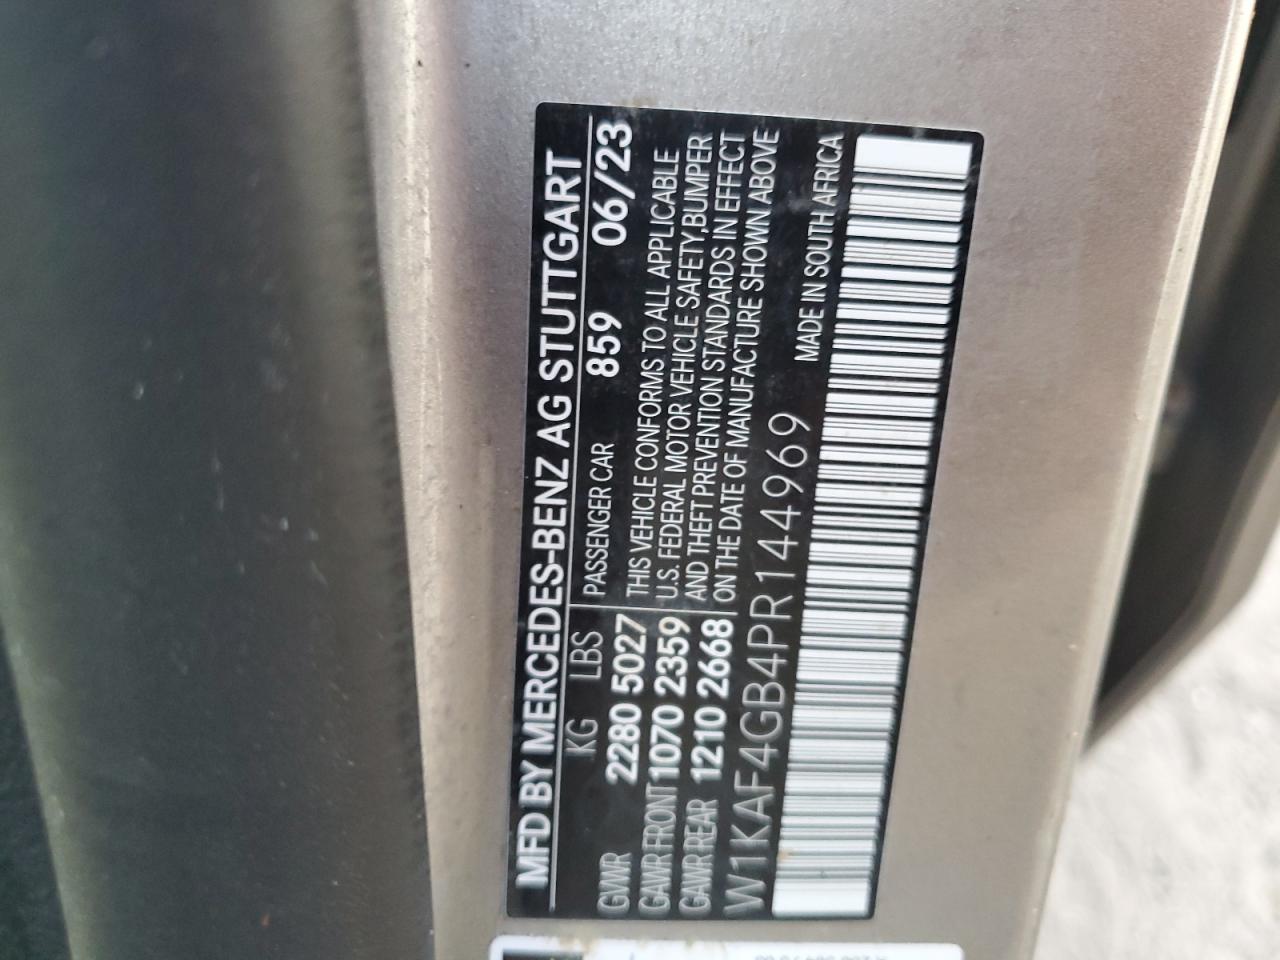 MFD BY MERCEDES-BENZ AG STUTTGART
KG LBS PASSENGER CAR 859 06/23
GVWR 2280 5027 THIS VEHICLE CONFORMS TO ALL APPLICABLE
GAWR FRONT 1070 2359 U.S. FEDERAL MOTOR VEHICLE SAFETY,BUMPER
GAWR REAR 1210 2668 AND THEFT PREVENTION STANDARDS IN EFFECT
ON THE DATE OF MANUFACTURE SHOWN ABOVE
W1KAF4GB4PR144969 MADE IN SOUTH AFRICA